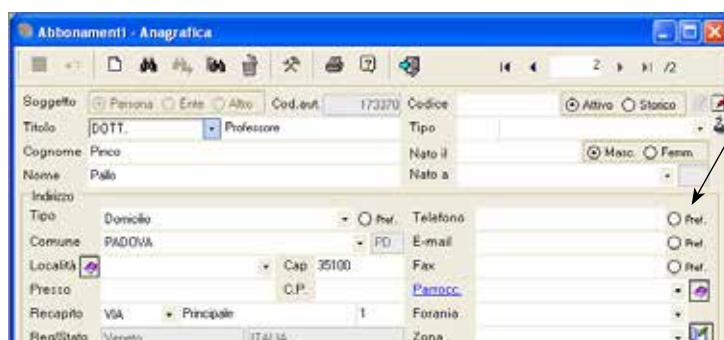 Abbonamenti - Anagrafica
2 /2
Soggetto Persona Ente Altro Cod.aut. 173370 Codice Attivo Storico
Titolo DOTT. Professore Tipo
Cognome Pinco Nato il Masc. Femm.
Nome Pallo Nato a
Indirizzo
Tipo Domicilio Pref. Telefono Pref.
Comune PADOVA PD E-mail Pref.
Località Cap 35100 Fax Pref.
Presso C.P. Parrocc.
Recapito VIA Principale 1 Forania
Reg/Stato Veneto ITALIA Zona